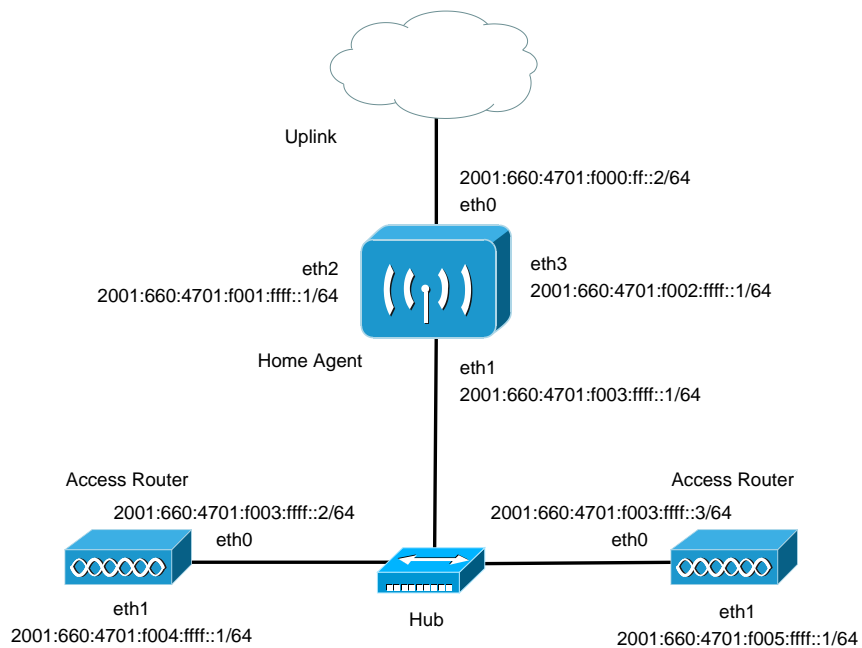 Uplink
2001:660:4701:f000:ff::2/64
eth0
eth2
2001:660:4701:f001:ffff::1/64
eth3
2001:660:4701:f002:ffff::1/64
Home Agent
eth1
2001:660:4701:f003:ffff::1/64
Access Router
2001:660:4701:f003:ffff::2/64
eth0
Access Router
2001:660:4701:f003:ffff::3/64
eth0
eth1
2001:660:4701:f004:ffff::1/64
Hub
eth1
2001:660:4701:f005:ffff::1/64